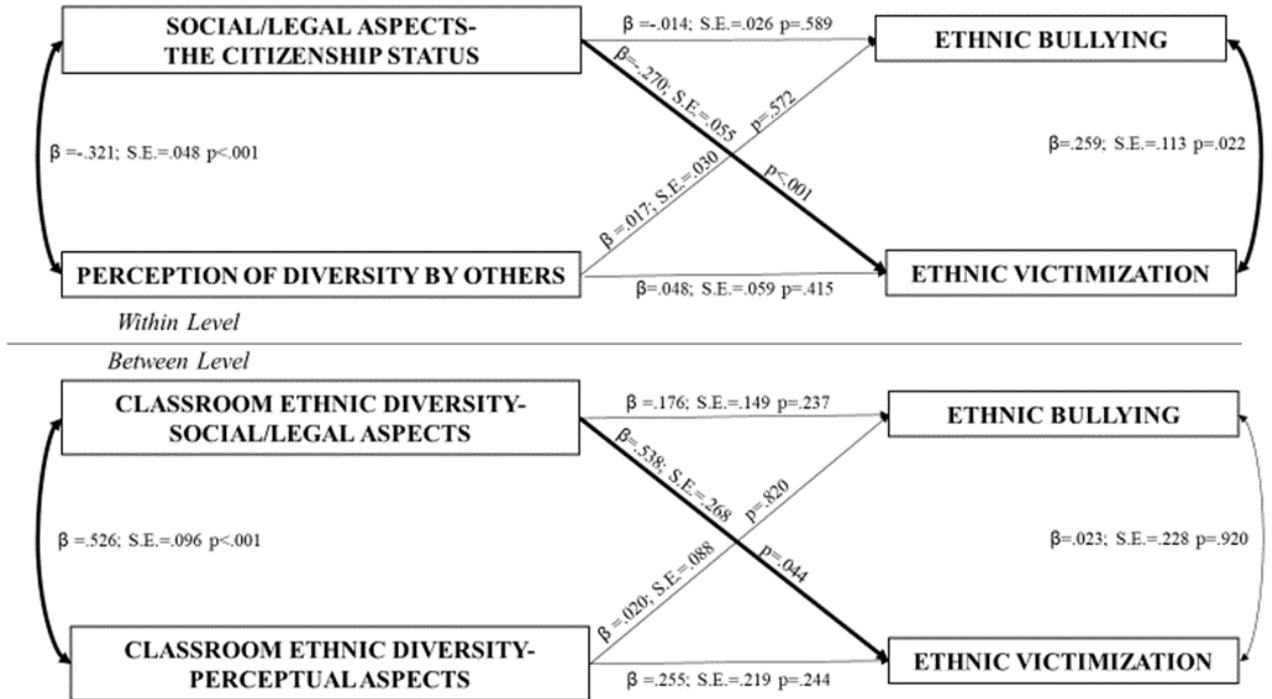 SOCIAL/LEGAL ASPECTS-
THE CITIZENSHIP STATUS
β =-.014; S.E.=.026 p=.589
ETHNIC BULLYING
β=-.270; S.E.=.055
p<.001
β =-.321; S.E.=.048 p<.001
β =.017; S.E.=.030
p=.572
β=.259; S.E.=.113 p=.022
PERCEPTION OF DIVERSITY BY OTHERS
β=.048; S.E.=.059 p=.415
ETHNIC VICTIMIZATION
Within Level
Between Level
CLASSROOM ETHNIC DIVERSITY-
SOCIAL/LEGAL ASPECTS
β =.176; S.E.=.149 p=.237
ETHNIC BULLYING
β=.538; S.E.=.268
p=.044
β =.526; S.E.=.096 p<.001
β =.020; S.E.=.088
p=.820
β=.023; S.E.=.228 p=.920
CLASSROOM ETHNIC DIVERSITY-
PERCEPTUAL ASPECTS
β =.255; S.E.=.219 p=.244
ETHNIC VICTIMIZATION